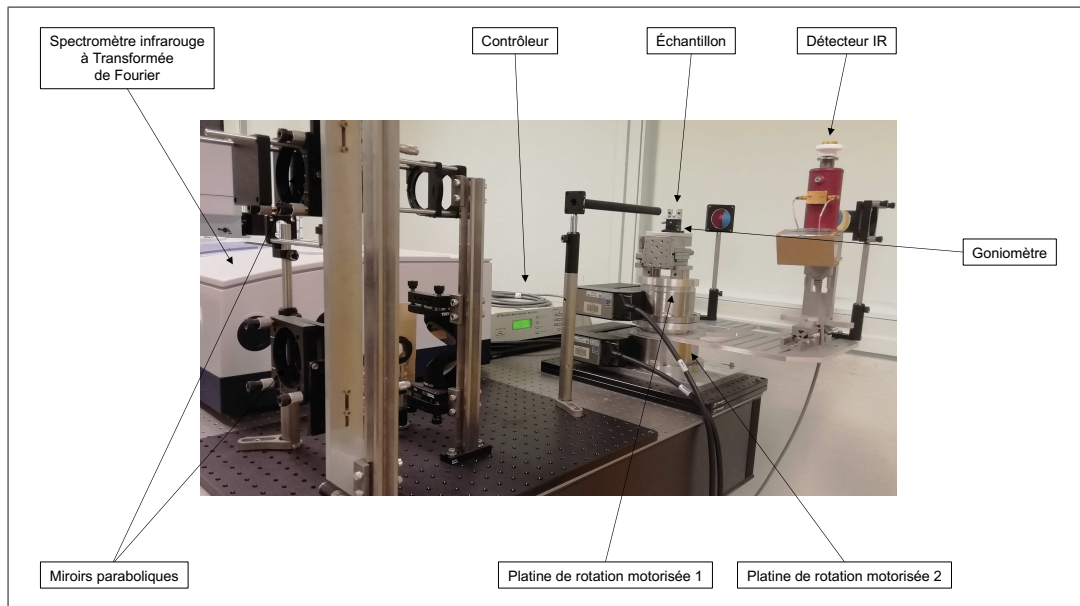 Spectromètre infrarouge
à Transformée
de Fourier
Contrôleur
Échantillon
Détecteur IR
Goniomètre
Miroirs paraboliques
Platine de rotation motorisée 1
Platine de rotation motorisée 2